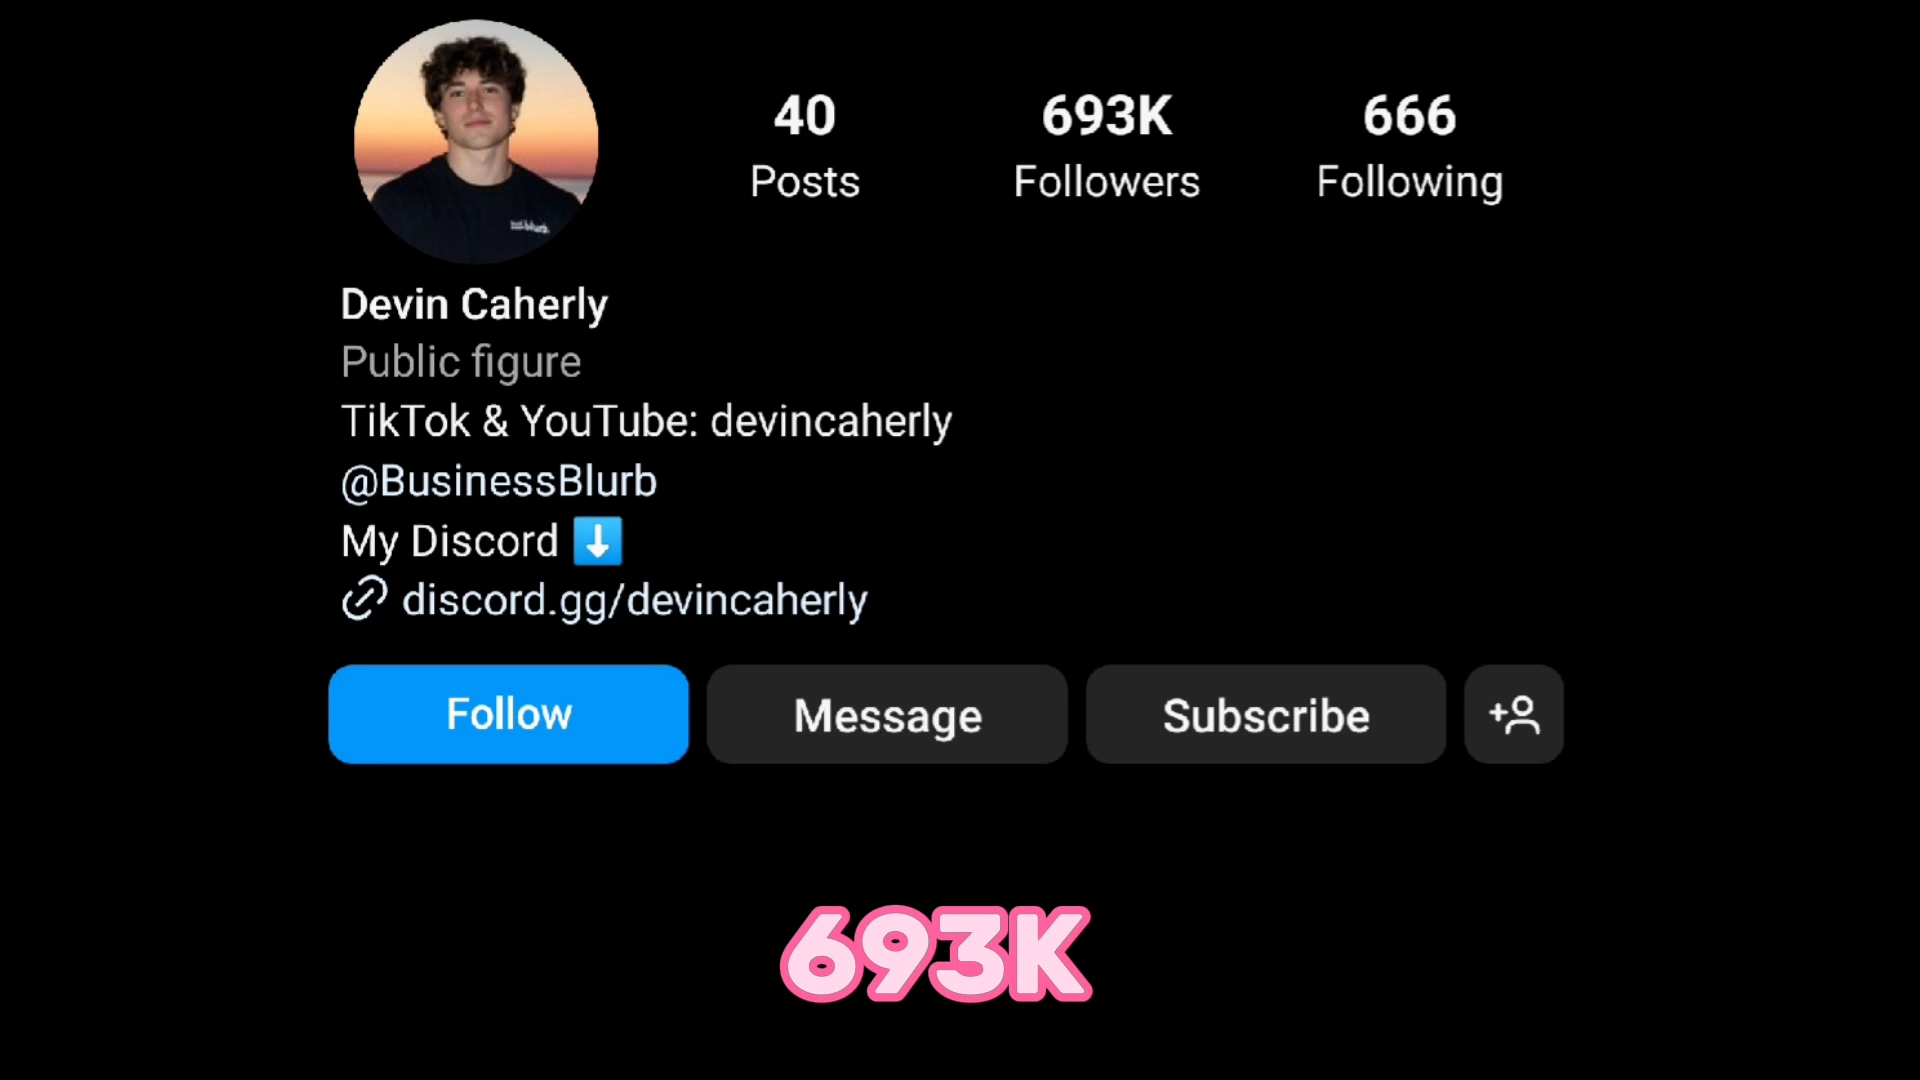 40
Posts
693K
Followers
666
Following
Devin Caherly
Public figure
TikTok & YouTube: devincaherly
@BusinessBlurb
My Discord ⬇️
discord.gg/devincaherly
Follow
Message
Subscribe
693K